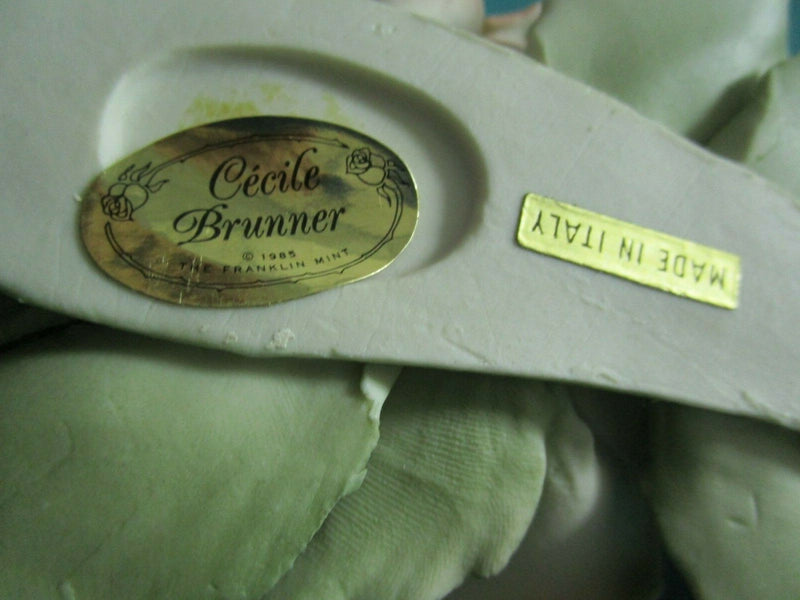 Cécile
Brunner
© 1985
THE FRANKLIN MINT
MADE IN ITALY